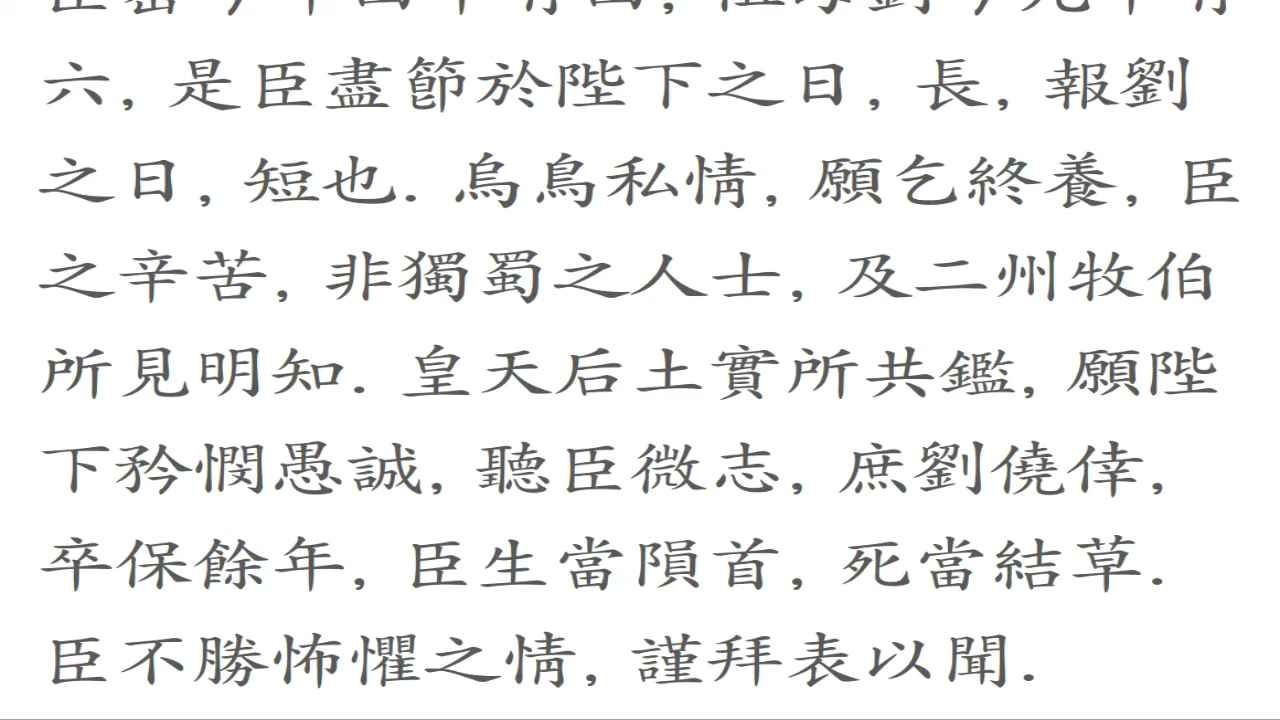 六, 是臣盡節於陛下之日, 長, 報劉
之日, 短也. 烏鳥私情, 願乞終養, 臣
之辛苦, 非獨蜀之人士, 及二州牧伯
所見明知. 皇天后土實所共鑑, 願陛
下矜憫愚誠, 聽臣微志, 庶劉僥倖,
卒保餘年, 臣生當隕首, 死當結草.
臣不勝怖懼之情, 謹拜表以聞.